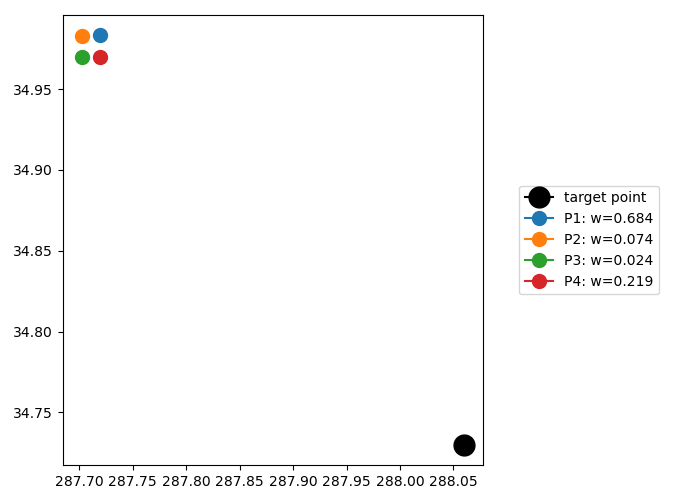 34.95
34.90
34.85
34.80
34.75
287.70 287.75 287.80 287.85 287.90 287.95 288.00 288.05
target point
P1: w=0.684
P2: w=0.074
P3: w=0.024
P4: w=0.219